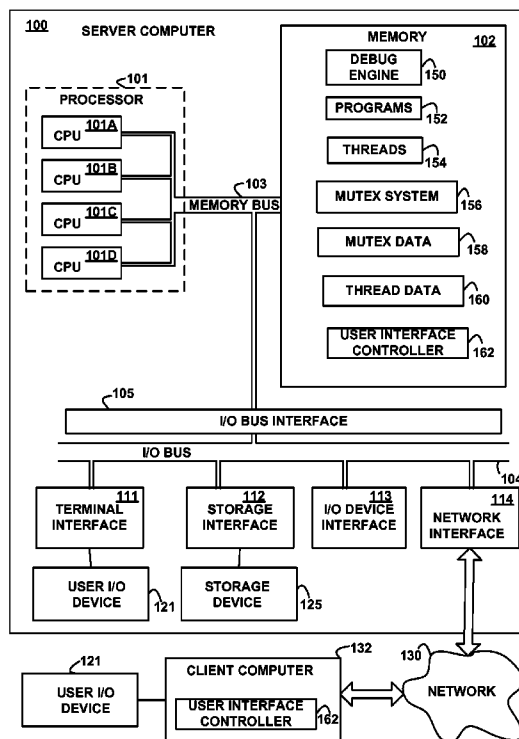 100
SERVER COMPUTER
101
PROCESSOR
101A
CPU
101B
CPU
101C
CPU
101D
CPU
103
MEMORY BUS
MEMORY
102
DEBUG
ENGINE
150
PROGRAMS
152
THREADS
154
MUTEX SYSTEM
156
MUTEX DATA
158
THREAD DATA
160
USER INTERFACE
CONTROLLER
162
105
I/O BUS INTERFACE
I/O BUS
104
111
TERMINAL
INTERFACE
112
STORAGE
INTERFACE
113
I/O DEVICE
INTERFACE
114
NETWORK
INTERFACE
USER I/O
DEVICE
121
STORAGE
DEVICE
125
121
USER I/O
DEVICE
132
CLIENT COMPUTER
USER INTERFACE
CONTROLLER
162
130
NETWORK